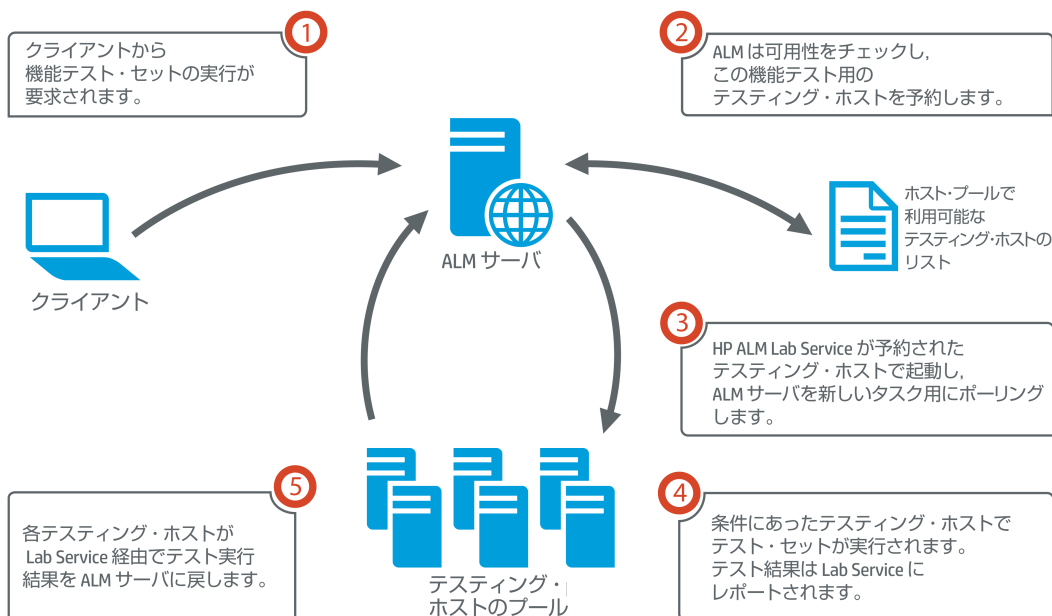 1
クライアントから
機能テスト・セットの実行が
要求されます。
2
ALM は可用性をチェックし,
この機能テスト用の
テスティング・ホストを予約します。
クライアント
ALM サーバ
ホスト・プールで
利用可能な
テスティング・ホストの
リスト
3
HP ALM Lab Service が予約された
テスティング・ホストで起動し,
ALM サーバを新しいタスク用にポーリング
します。
4
条件にあったテスティング・ホストで
テスト・セットが実行されます。
テスト結果は Lab Service に
レポートされます。
5
各テスティング・ホストが
Lab Service 経由でテスト実行
結果を ALM サーバに戻します。
テスティング・
ホストのプール